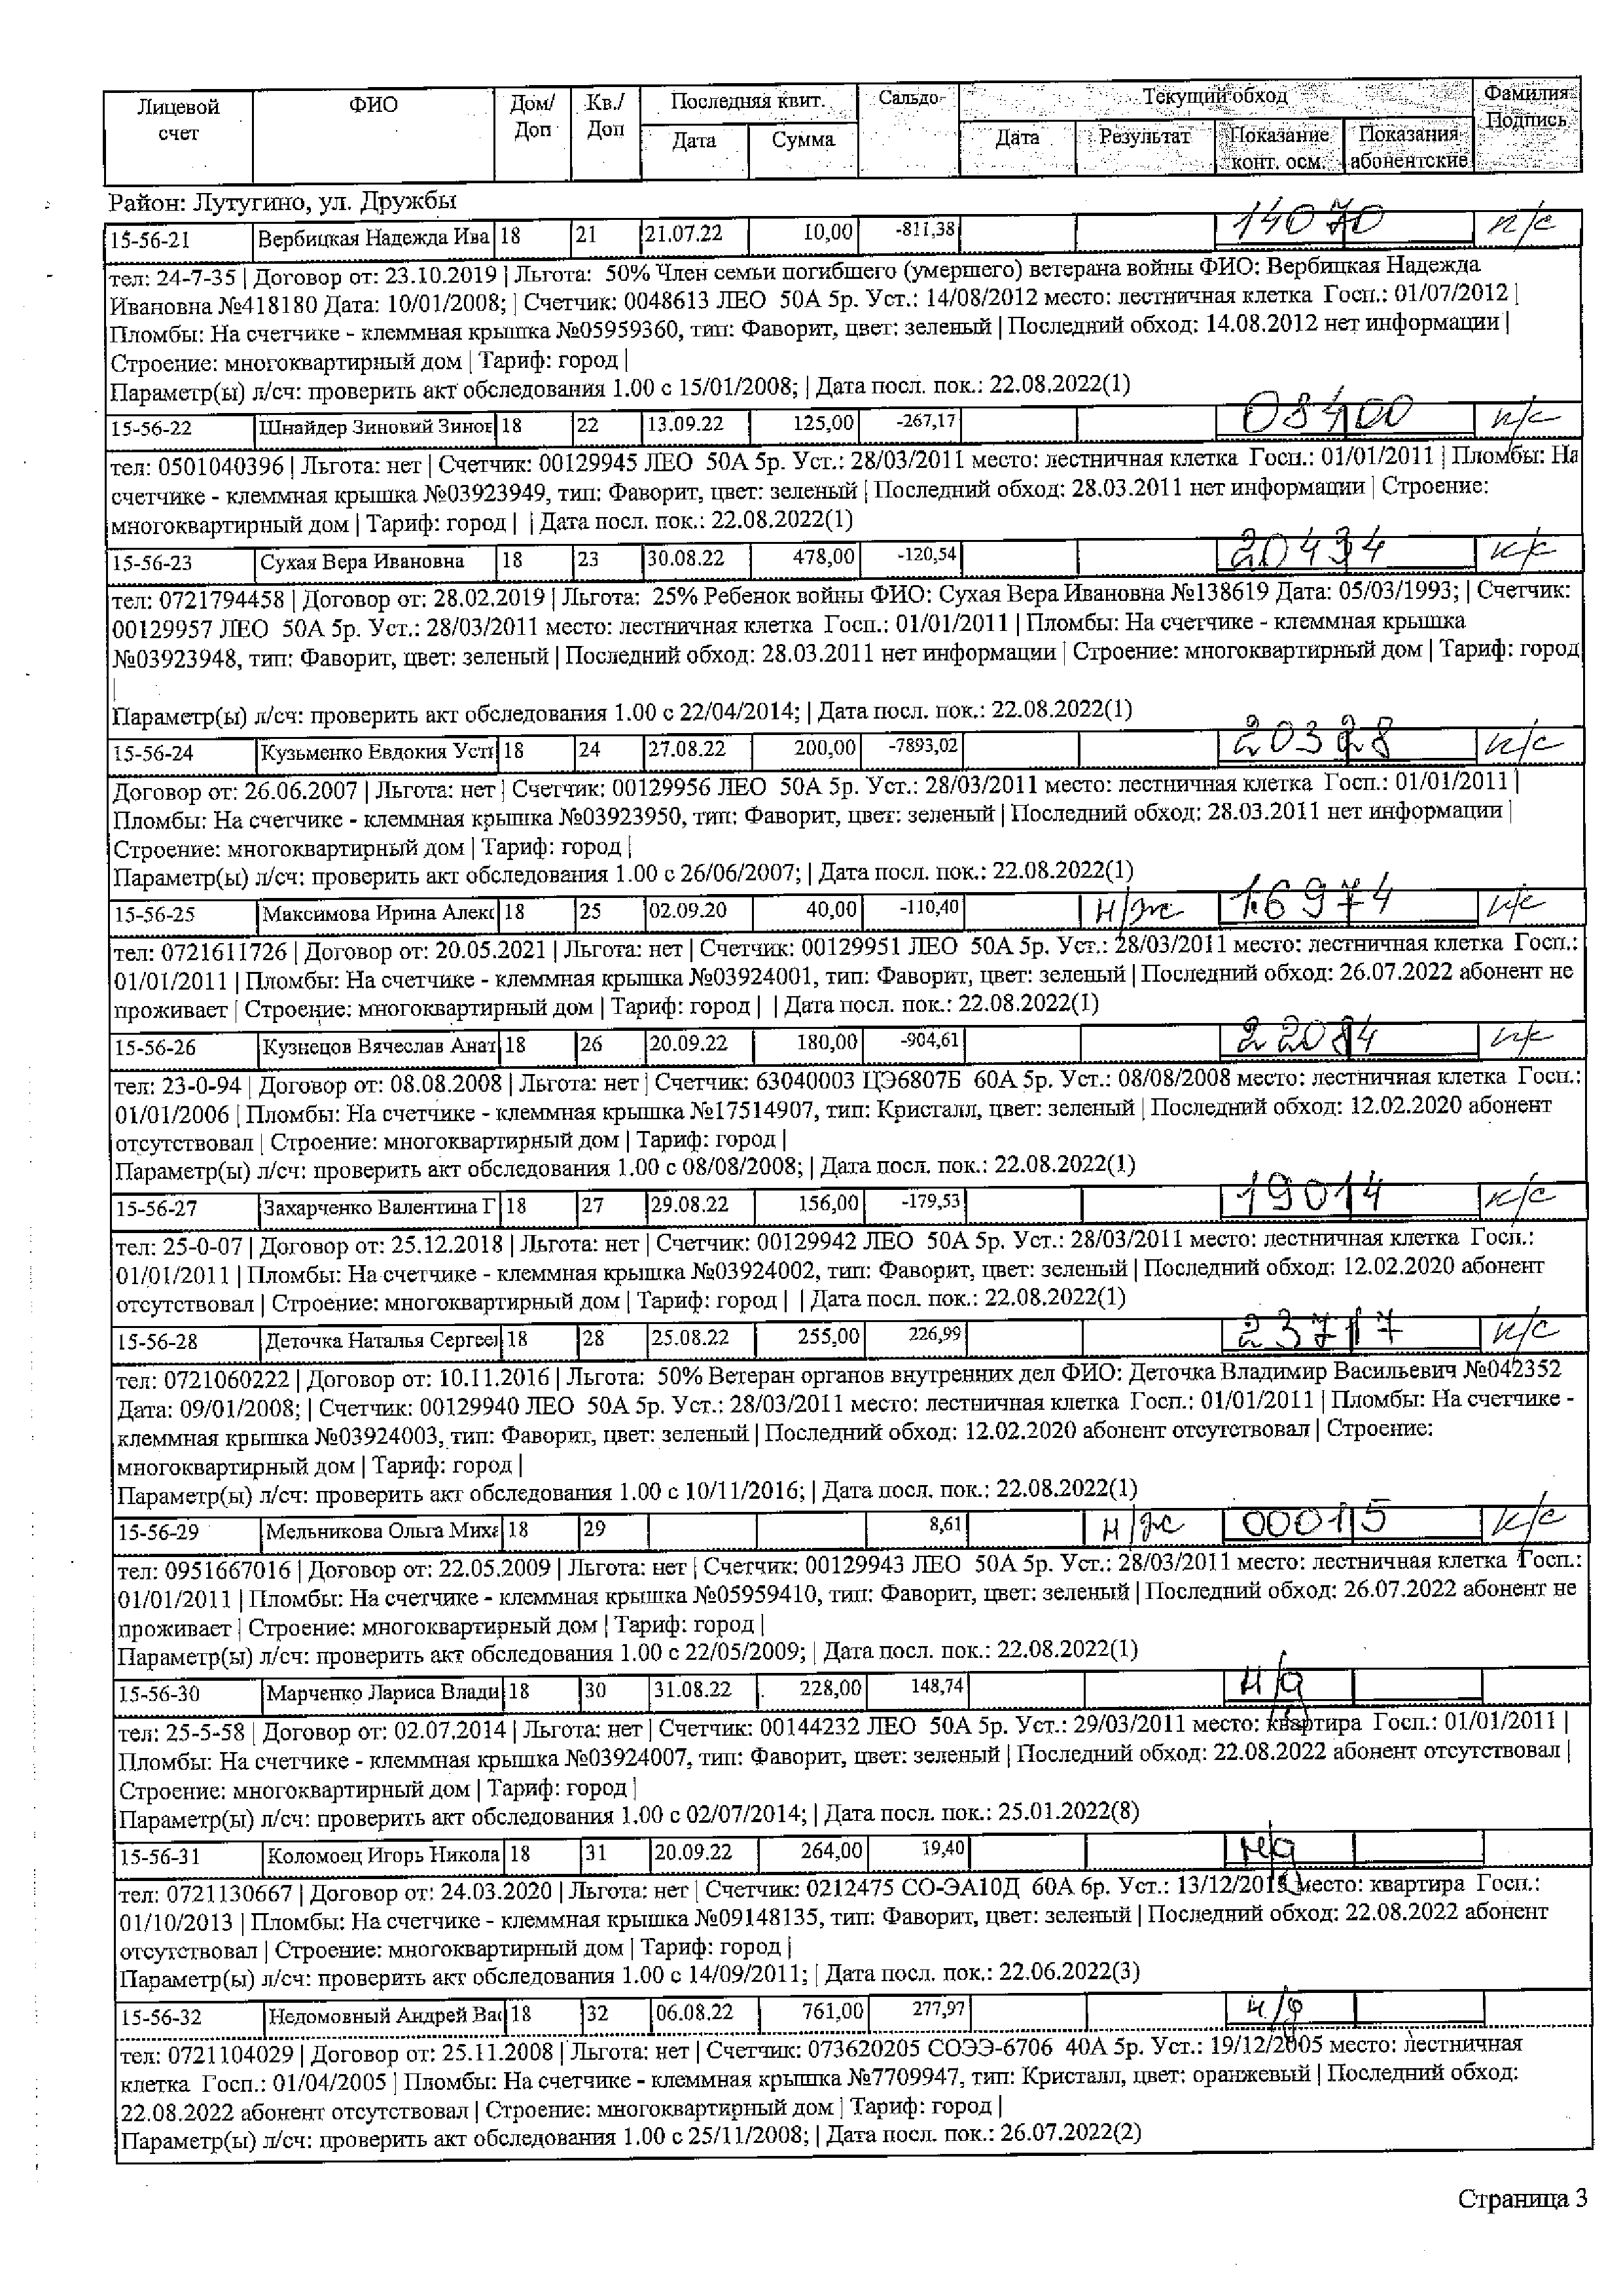 Лицевой счет | ФИО | Дом/ Доп | Кв./ Доп | Последняя квит. | Сальдо | Текущий обход | Фамилия Подпись
Дата | Сумма | Дата | Результат | Показание конт. осм. | Показания абонентские
Район: Лутугино, ул. Дружбы
15-56-21 Вербицкая Надежда Ива 18 21 21.07.22 10,00 -811,38 14070 к/с
тел: 24-7-35 | Договор от: 23.10.2019 | Льгота: 50% Член семьи погибшего (умершего) ветерана войны ФИО: Вербицкая Надежда
Ивановна №418180 Дата: 10/01/2008; | Счетчик: 0048613 ЛЕО 50А 5р. Уст.: 14/08/2012 место: лестничная клетка Госп.: 01/07/2012 |
Пломбы: На счетчике - клеммная крышка №05959360, тип: Фаворит, цвет: зеленый | Последний обход: 14.08.2012 нет информации |
Строение: многоквартирный дом | Тариф: город |
Параметр(ы) л/сч: проверить акт обследования 1.00 с 15/01/2008; | Дата посл. пок.: 22.08.2022(1)
15-56-22 Шнайдер Зиновий Зинов 18 22 13.09.22 125,00 -267,17 08400 к/с
тел: 0501040396 | Льгота: нет | Счетчик: 00129945 ЛЕО 50А 5р. Уст.: 28/03/2011 место: лестничная клетка Госп.: 01/01/2011 | Пломбы: На
счетчике - клеммная крышка №03923949, тип: Фаворит, цвет: зеленый | Последний обход: 28.03.2011 нет информации | Строение:
многоквартирный дом | Тариф: город | | Дата посл. пок.: 22.08.2022(1)
15-56-23 Сухая Вера Ивановна 18 23 30.08.22 478,00 -120,54 20434 к/с
тел: 0721794458 | Договор от: 28.02.2019 | Льгота: 25% Ребенок войны ФИО: Сухая Вера Ивановна №138619 Дата: 05/03/1993; | Счетчик:
00129957 ЛЕО 50А 5р. Уст.: 28/03/2011 место: лестничная клетка Госп.: 01/01/2011 | Пломбы: На счетчике - клеммная крышка
№03923948, тип: Фаворит, цвет: зеленый | Последний обход: 28.03.2011 нет информации | Строение: многоквартирный дом | Тариф: город
|
Параметр(ы) л/сч: проверить акт обследования 1.00 с 22/04/2014; | Дата посл. пок.: 22.08.2022(1)
15-56-24 Кузьменко Евдокия Усти 18 24 27.08.22 200,00 -7893,02 20328 к/с
Договор от: 26.06.2007 | Льгота: нет | Счетчик: 00129956 ЛЕО 50А 5р. Уст.: 28/03/2011 место: лестничная клетка Госп.: 01/01/2011 |
Пломбы: На счетчике - клеммная крышка №03923950, тип: Фаворит, цвет: зеленый | Последний обход: 28.03.2011 нет информации |
Строение: многоквартирный дом | Тариф: город |
Параметр(ы) л/сч: проверить акт обследования 1.00 с 26/06/2007; | Дата посл. пок.: 22.08.2022(1)
15-56-25 Максимова Ирина Алекс 18 25 02.09.20 40,00 -110,40 н/ж 16974 к/с
тел: 0721611726 | Договор от: 20.05.2021 | Льгота: нет | Счетчик: 00129951 ЛЕО 50А 5р. Уст.: 28/03/2011 место: лестничная клетка Госп.:
01/01/2011 | Пломбы: На счетчике - клеммная крышка №03924001, тип: Фаворит, цвет: зеленый | Последний обход: 26.07.2022 абонент не
проживает | Строение: многоквартирный дом | Тариф: город | | Дата посл. пок.: 22.08.2022(1)
15-56-26 Кузнецов Вячеслав Анат 18 26 20.09.22 180,00 -904,61 22084 к/с
тел: 23-0-94 | Договор от: 08.08.2008 | Льгота: нет | Счетчик: 63040003 ЦЭ6807Б 60А 5р. Уст.: 08/08/2008 место: лестничная клетка Госп.:
01/01/2006 | Пломбы: На счетчике - клеммная крышка №17514907, тип: Кристалл, цвет: зеленый | Последний обход: 12.02.2020 абонент
отсутствовал | Строение: многоквартирный дом | Тариф: город |
Параметр(ы) л/сч: проверить акт обследования 1.00 с 08/08/2008; | Дата посл. пок.: 22.08.2022(1)
15-56-27 Захарченко Валентина Г 18 27 29.08.22 156,00 -179,53 19014 к/с
тел: 25-0-07 | Договор от: 25.12.2018 | Льгота: нет | Счетчик: 00129942 ЛЕО 50А 5р. Уст.: 28/03/2011 место: лестничная клетка Госп.:
01/01/2011 | Пломбы: На счетчике - клеммная крышка №03924002, тип: Фаворит, цвет: зеленый | Последний обход: 12.02.2020 абонент
отсутствовал | Строение: многоквартирный дом | Тариф: город | | Дата посл. пок.: 22.08.2022(1)
15-56-28 Деточка Наталья Сергеев 18 28 25.08.22 255,00 226,99 23717 к/с
тел: 0721060222 | Договор от: 10.11.2016 | Льгота: 50% Ветеран органов внутренних дел ФИО: Деточка Владимир Васильевич №042352
Дата: 09/01/2008; | Счетчик: 00129940 ЛЕО 50А 5р. Уст.: 28/03/2011 место: лестничная клетка Госп.: 01/01/2011 | Пломбы: На счетчике -
клеммная крышка №03924003, тип: Фаворит, цвет: зеленый | Последний обход: 12.02.2020 абонент отсутствовал | Строение:
многоквартирный дом | Тариф: город |
Параметр(ы) л/сч: проверить акт обследования 1.00 с 10/11/2016; | Дата посл. пок.: 22.08.2022(1)
15-56-29 Мельникова Ольга Миха 18 29 8,61 н/ж 00015 к/с
тел: 0951667016 | Договор от: 22.05.2009 | Льгота: нет | Счетчик: 00129943 ЛЕО 50А 5р. Уст.: 28/03/2011 место: лестничная клетка Госп.:
01/01/2011 | Пломбы: На счетчике - клеммная крышка №05959410, тип: Фаворит, цвет: зеленый | Последний обход: 26.07.2022 абонент не
проживает | Строение: многоквартирный дом | Тариф: город |
Параметр(ы) л/сч: проверить акт обследования 1.00 с 22/05/2009; | Дата посл. пок.: 22.08.2022(1)
15-56-30 Марченко Лариса Влади 18 30 31.08.22 228,00 148,74 н/д
тел: 25-5-58 | Договор от: 02.07.2014 | Льгота: нет | Счетчик: 00144232 ЛЕО 50А 5р. Уст.: 29/03/2011 место: квартира Госп.: 01/01/2011 |
Пломбы: На счетчике - клеммная крышка №03924007, тип: Фаворит, цвет: зеленый | Последний обход: 22.08.2022 абонент отсутствовал |
Строение: многоквартирный дом | Тариф: город |
Параметр(ы) л/сч: проверить акт обследования 1.00 с 02/07/2014; | Дата посл. пок.: 25.01.2022(8)
15-56-31 Коломоец Игорь Никола 18 31 20.09.22 264,00 19,40 н/д
тел: 0721130667 | Договор от: 24.03.2020 | Льгота: нет | Счетчик: 0212475 СО-ЭА10Д 60А 6р. Уст.: место: квартира Госп.:
01/10/2013 | Пломбы: На счетчике - клеммная крышка №09148135, тип: Фаворит, цвет: зеленый | Последний обход: 22.08.2022 абонент
отсутствовал | Строение: многоквартирный дом | Тариф: город |
Параметр(ы) л/сч: проверить акт обследования 1.00 с 14/09/2011; | Дата посл. пок.: 22.06.2022(3)
15-56-32 Недомовный Андрей Вас 18 32 06.08.22 761,00 277,97 н/д
тел: 0721104029 | Договор от: 25.11.2008 | Льгота: нет | Счетчик: 073620205 СОЭЭ-6706 40А 5р. Уст.: 19/12/2005 место: лестничная
клетка Госп.: 01/04/2005 | Пломбы: На счетчике - клеммная крышка №7709947, тип: Кристалл, цвет: оранжевый | Последний обход:
22.08.2022 абонент отсутствовал | Строение: многоквартирный дом | Тариф: город |
Параметр(ы) л/сч: проверить акт обследования 1.00 с 25/11/2008; | Дата посл. пок.: 26.07.2022(2)
Страница 3